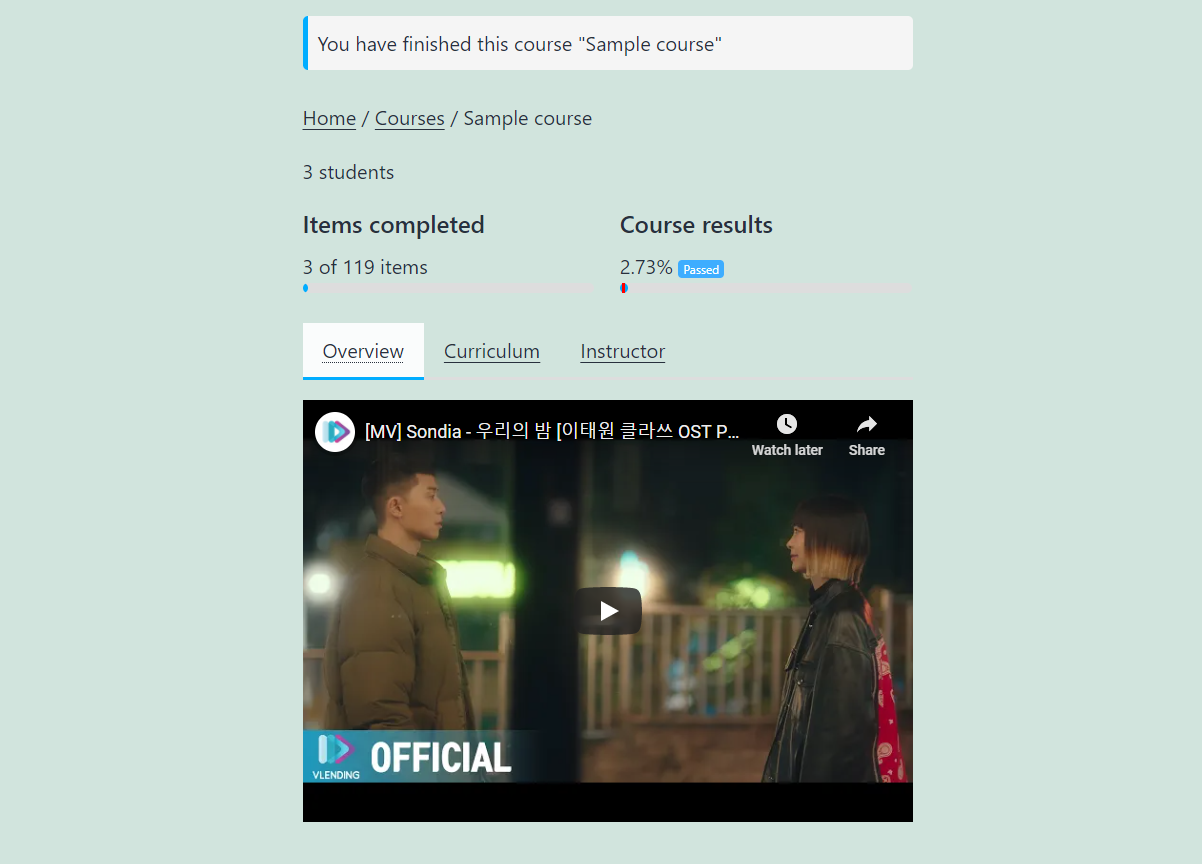 You have finished this course "Sample course"
Home / Courses / Sample course
3 students
Items completed
3 of 119 items
Course results
2.73% Passed
Overview
Curriculum
Instructor
[MV] Sondia - 우리의 밤 [이태원 클라쓰 OST P...
Watch later
Share
VLENDING
OFFICIAL